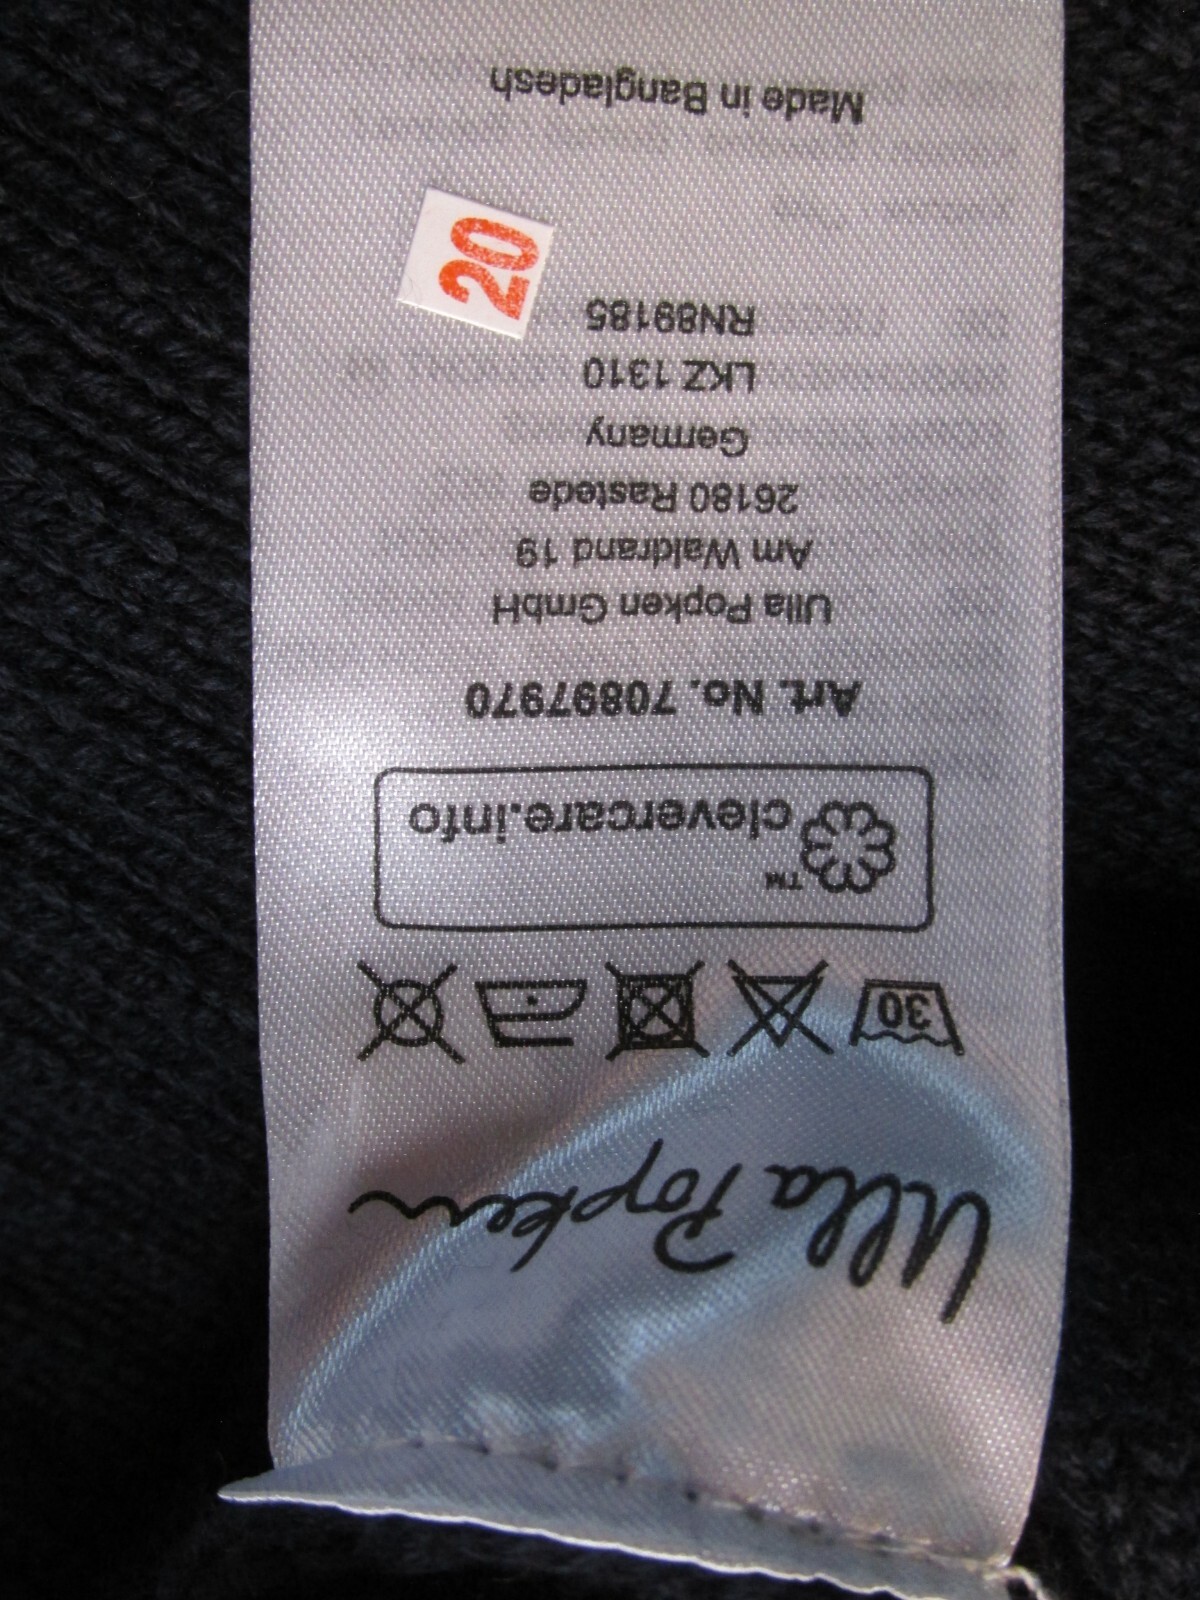 Ulla Popken
30
clevercare.info™
Art. No. 70897970
Ulla Popken GmbH
Am Waldrand 19
26180 Rastede
Germany
LKZ 1310
RN89185
20
Made in Bangladesh